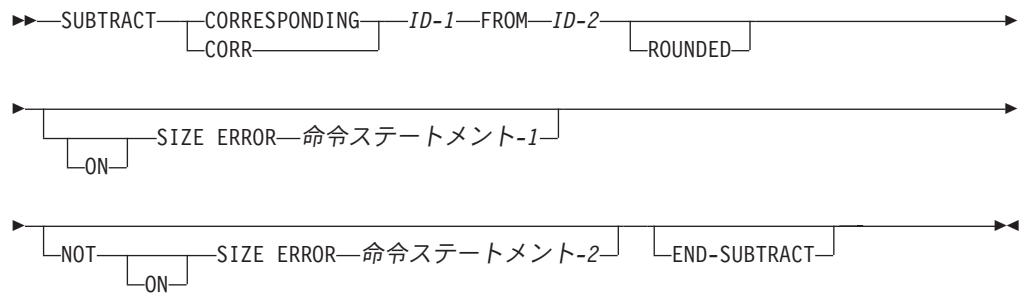 SUBTRACT CORRESPONDING ID-1 FROM ID-2
CORR ROUNDED
SIZE ERROR 命令ステートメント-1
ON
NOT SIZE ERROR 命令ステートメント-2 END-SUBTRACT
ON